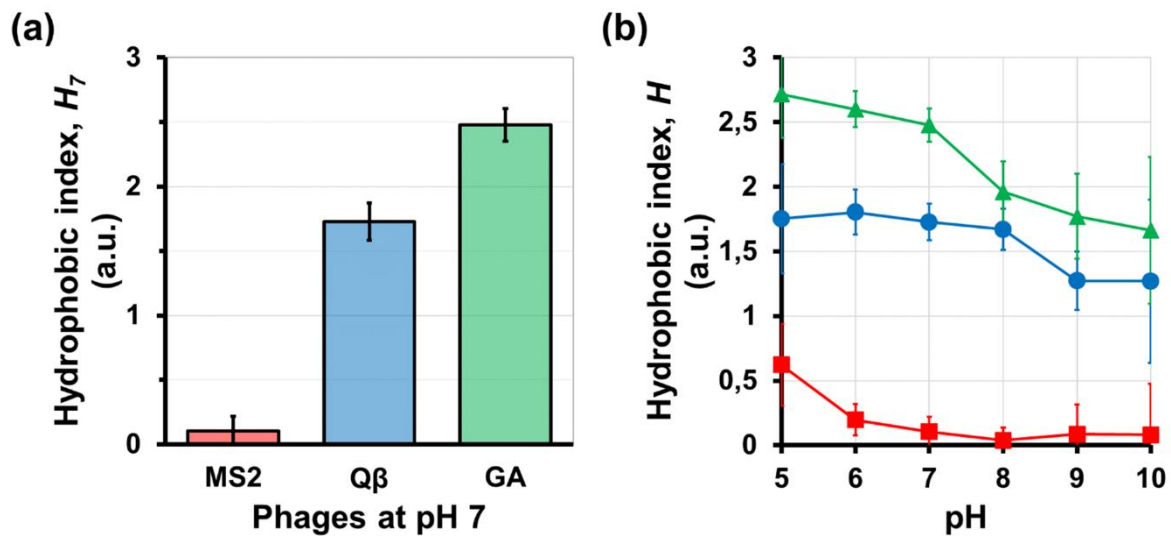 (a)
Hydrophobic index, H7
(a.u.)
3
2
1
0
MS2 Qβ GA
Phages at pH 7
(b)
Hydrophobic index, H
(a.u.)
3
2,5
2
1,5
1
0,5
0
5 6 7 8 9 10
pH